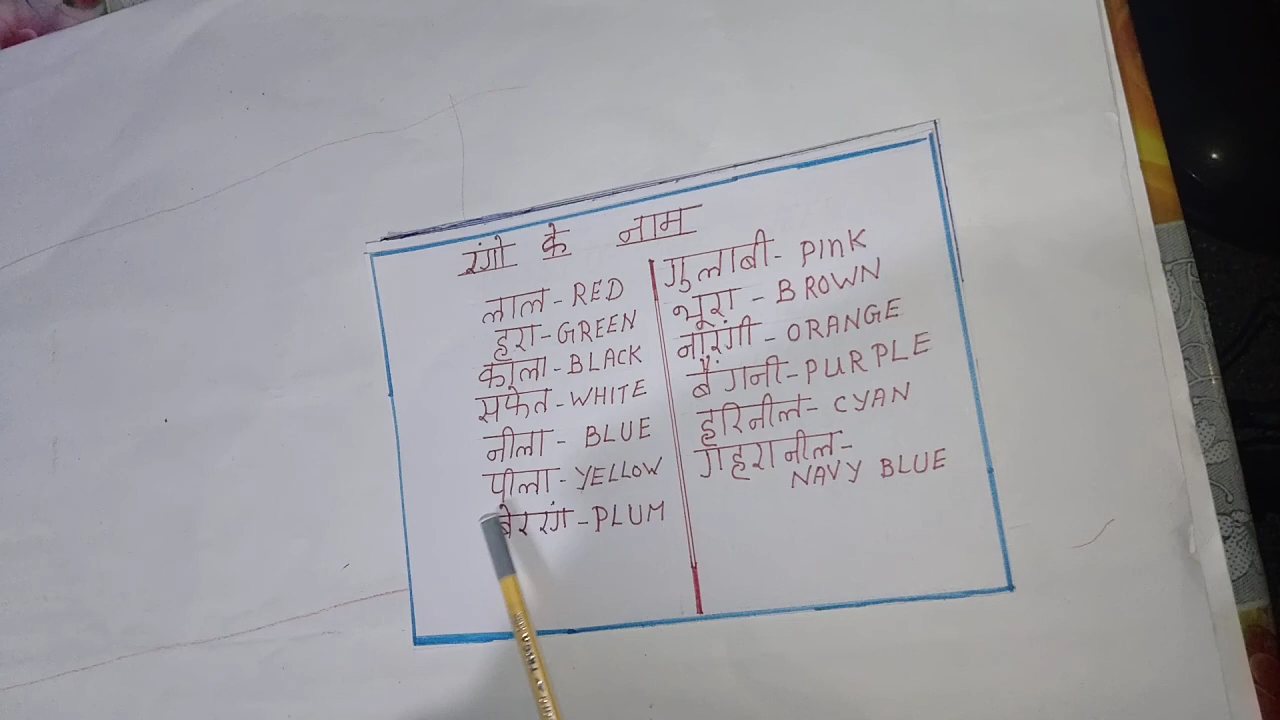 रंगो के नाम
लाल-RED
हरा-GREEN
काला-BLACK
सफेत-WHITE
नीला - BLUE
पीला-YELLOW
बेररंग-PLUM
गुलाबी-PINK
भूरा-BROWN
नारंगी-ORANGE
बैंगनी-PURPLE
हरिनील-CYAN
गहरा नील-
NAVY BLUE